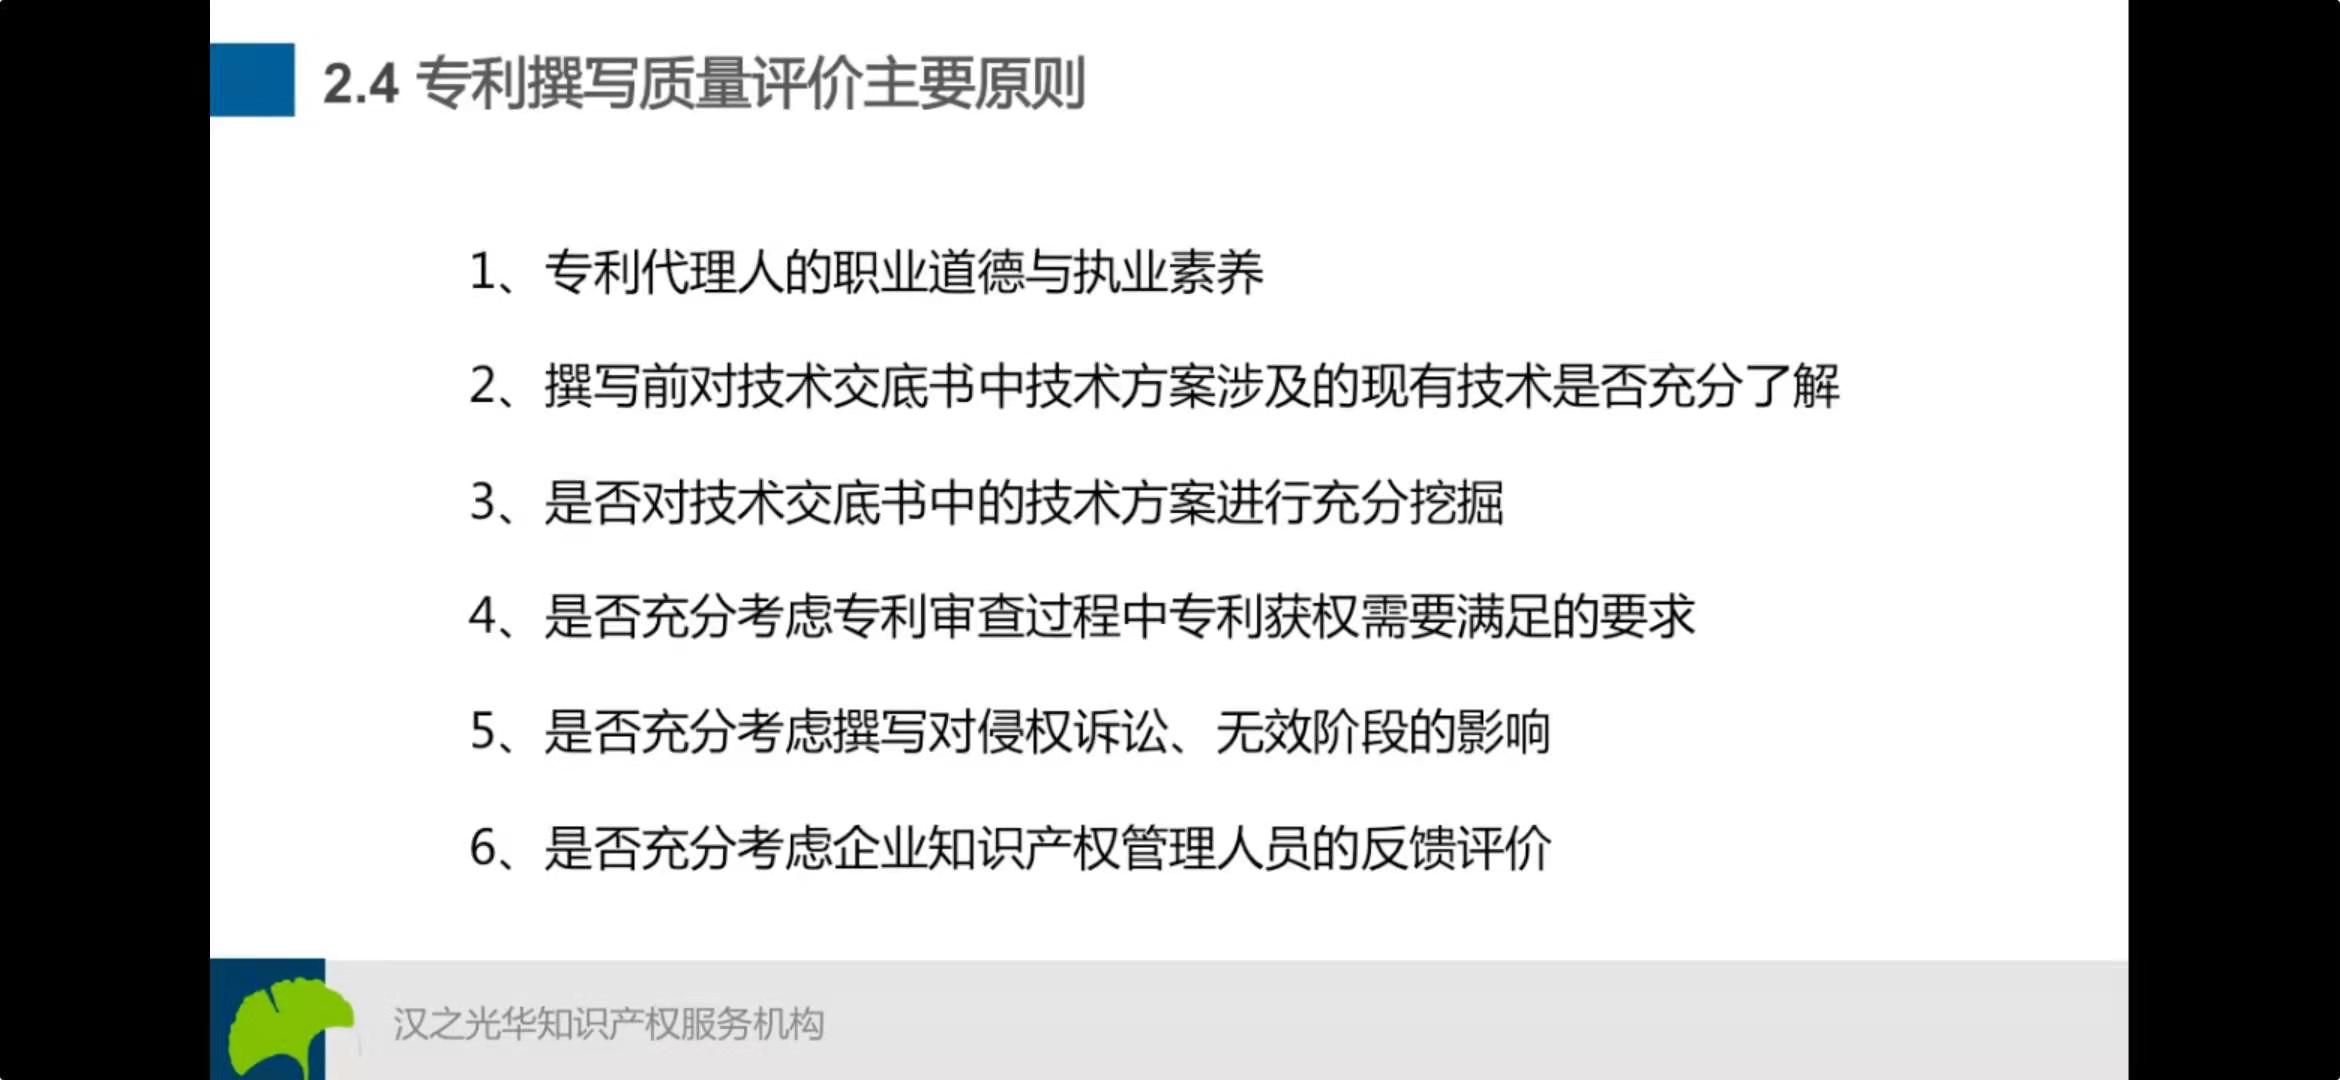 2.4 专利撰写质量评价主要原则
1、专利代理人的职业道德与执业素养
2、撰写前对技术交底书中技术方案涉及的现有技术是否充分了解
3、是否对技术交底书中的技术方案进行充分挖掘
4、是否充分考虑专利审查过程中专利获权需要满足的要求
5、是否充分考虑撰写对侵权诉讼、无效阶段的影响
6、是否充分考虑企业知识产权管理人员的反馈评价
汉之光华知识产权服务机构